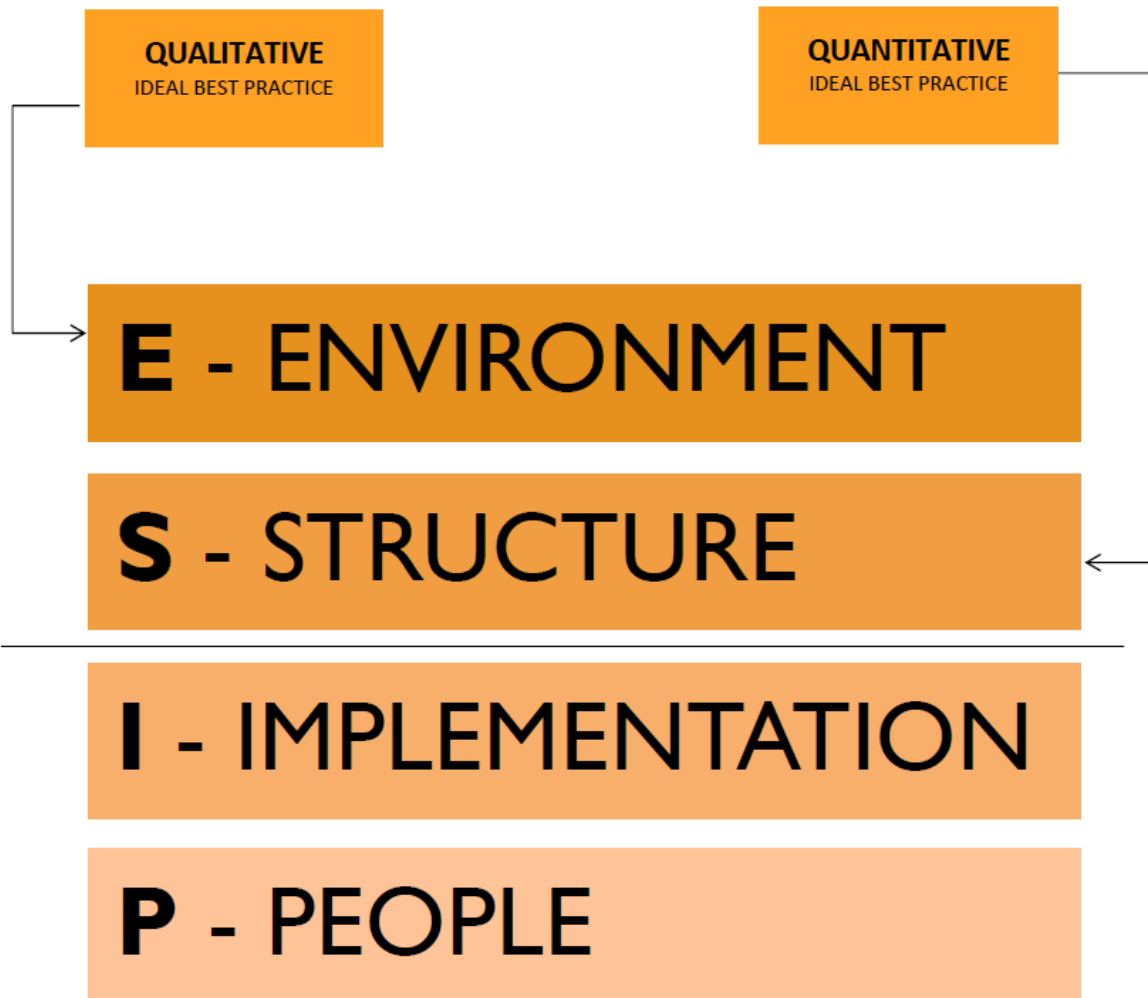 QUALITATIVE
IDEAL BEST PRACTICE
QUANTITATIVE
IDEAL BEST PRACTICE
E - ENVIRONMENT
S - STRUCTURE
I - IMPLEMENTATION
P - PEOPLE